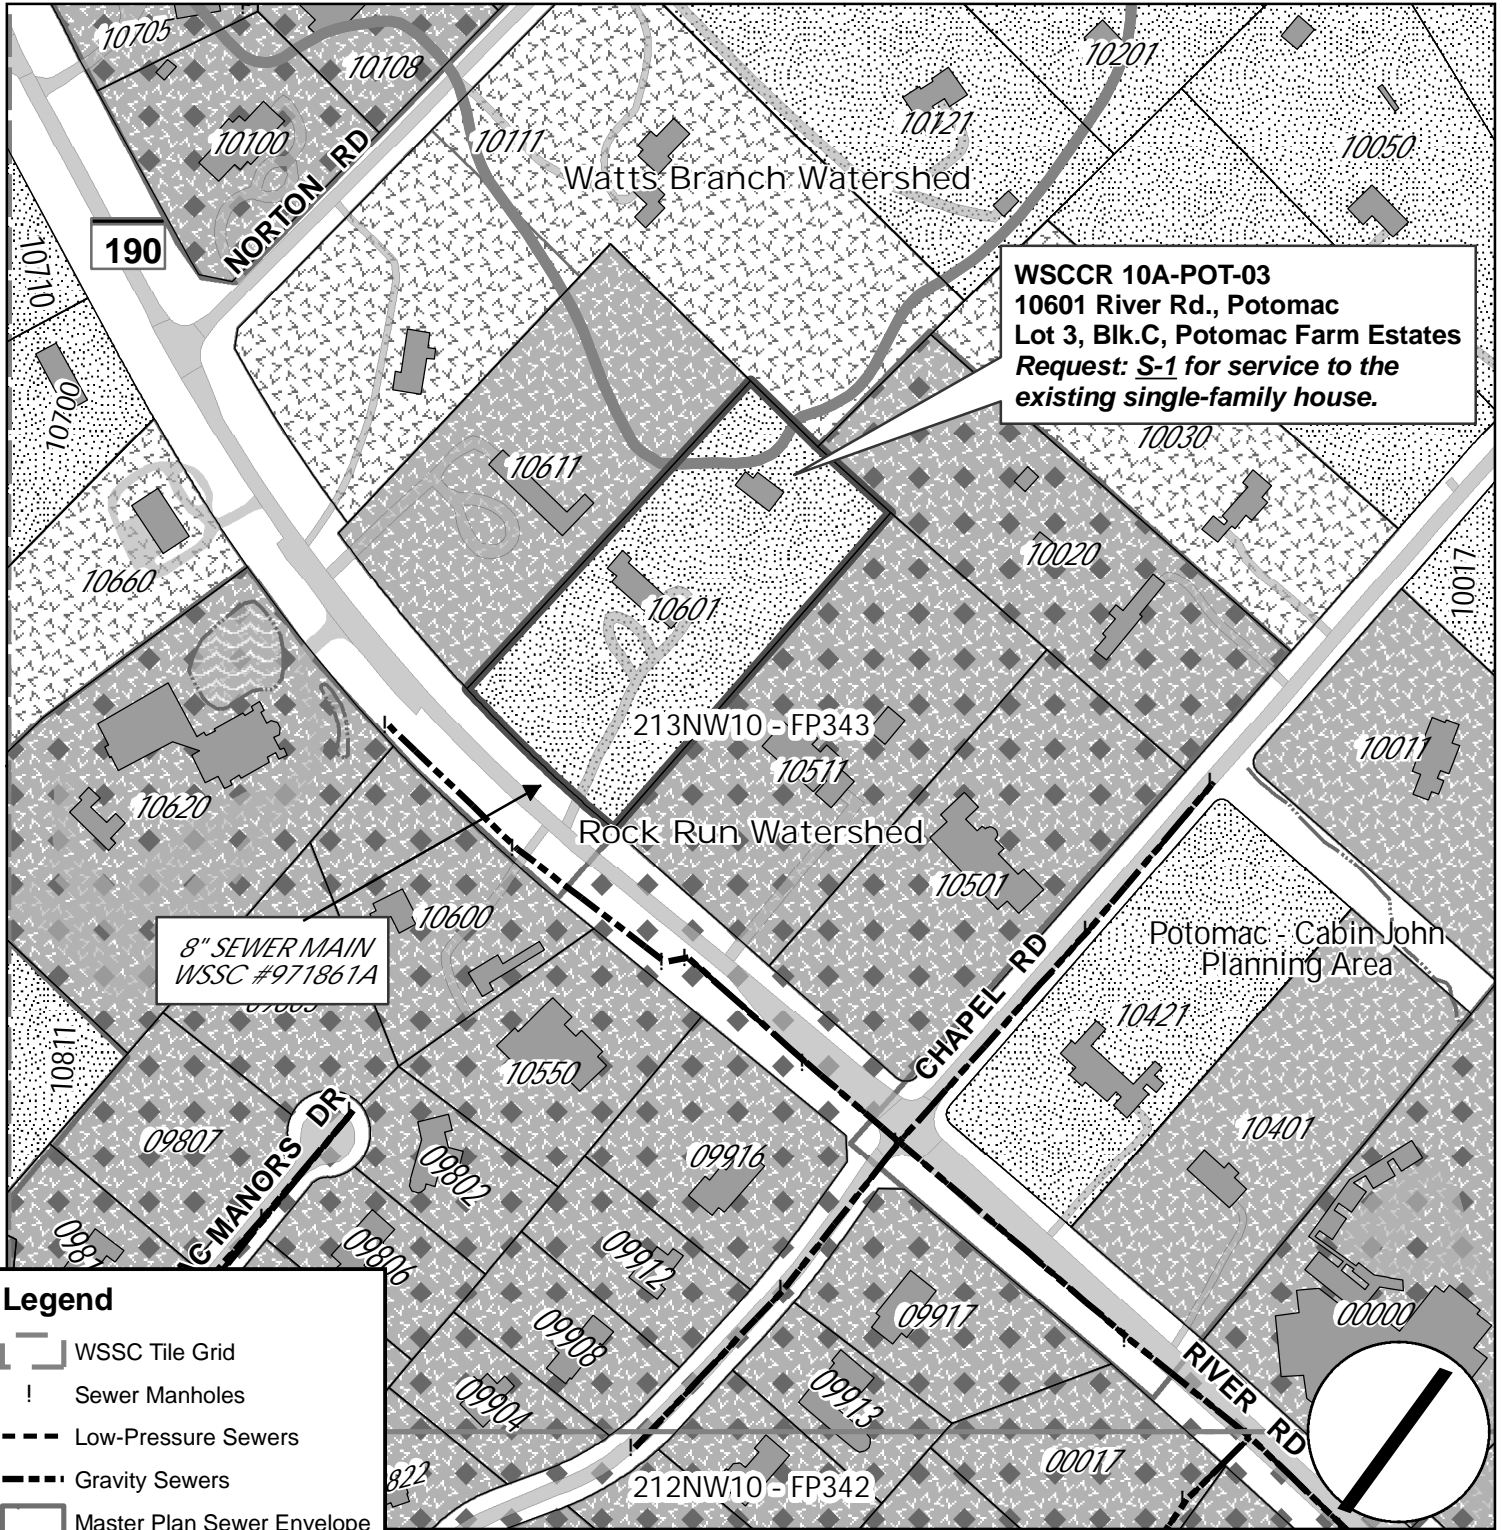 10705
10108
10201
10100
NORTON RD
10111
10121
10050
Watts Branch Watershed
190
10710
WSCCR 10A-POT-03
10601 River Rd., Potomac
Lot 3, Blk.C, Potomac Farm Estates
Request: S-1 for service to the
existing single-family house.
10700
10030
10611
10020
10660
10017
10601
213NW10 - FP343
10011
10511
10620
Rock Run Watershed
10501
10600
Potomac - Cabin John
Planning Area
8" SEWER MAIN
WSSC #971861A
CHAPEL RD
10421
10811
10550
10401
09807
MANORS DR
09802
09916
09806
09912
09917
00000
09908
RIVER RD
09913
09904
00017
822
212NW10 - FP342
Legend
WSSC Tile Grid
! Sewer Manholes
Low-Pressure Sewers
Gravity Sewers
Master Plan Sewer Envelope